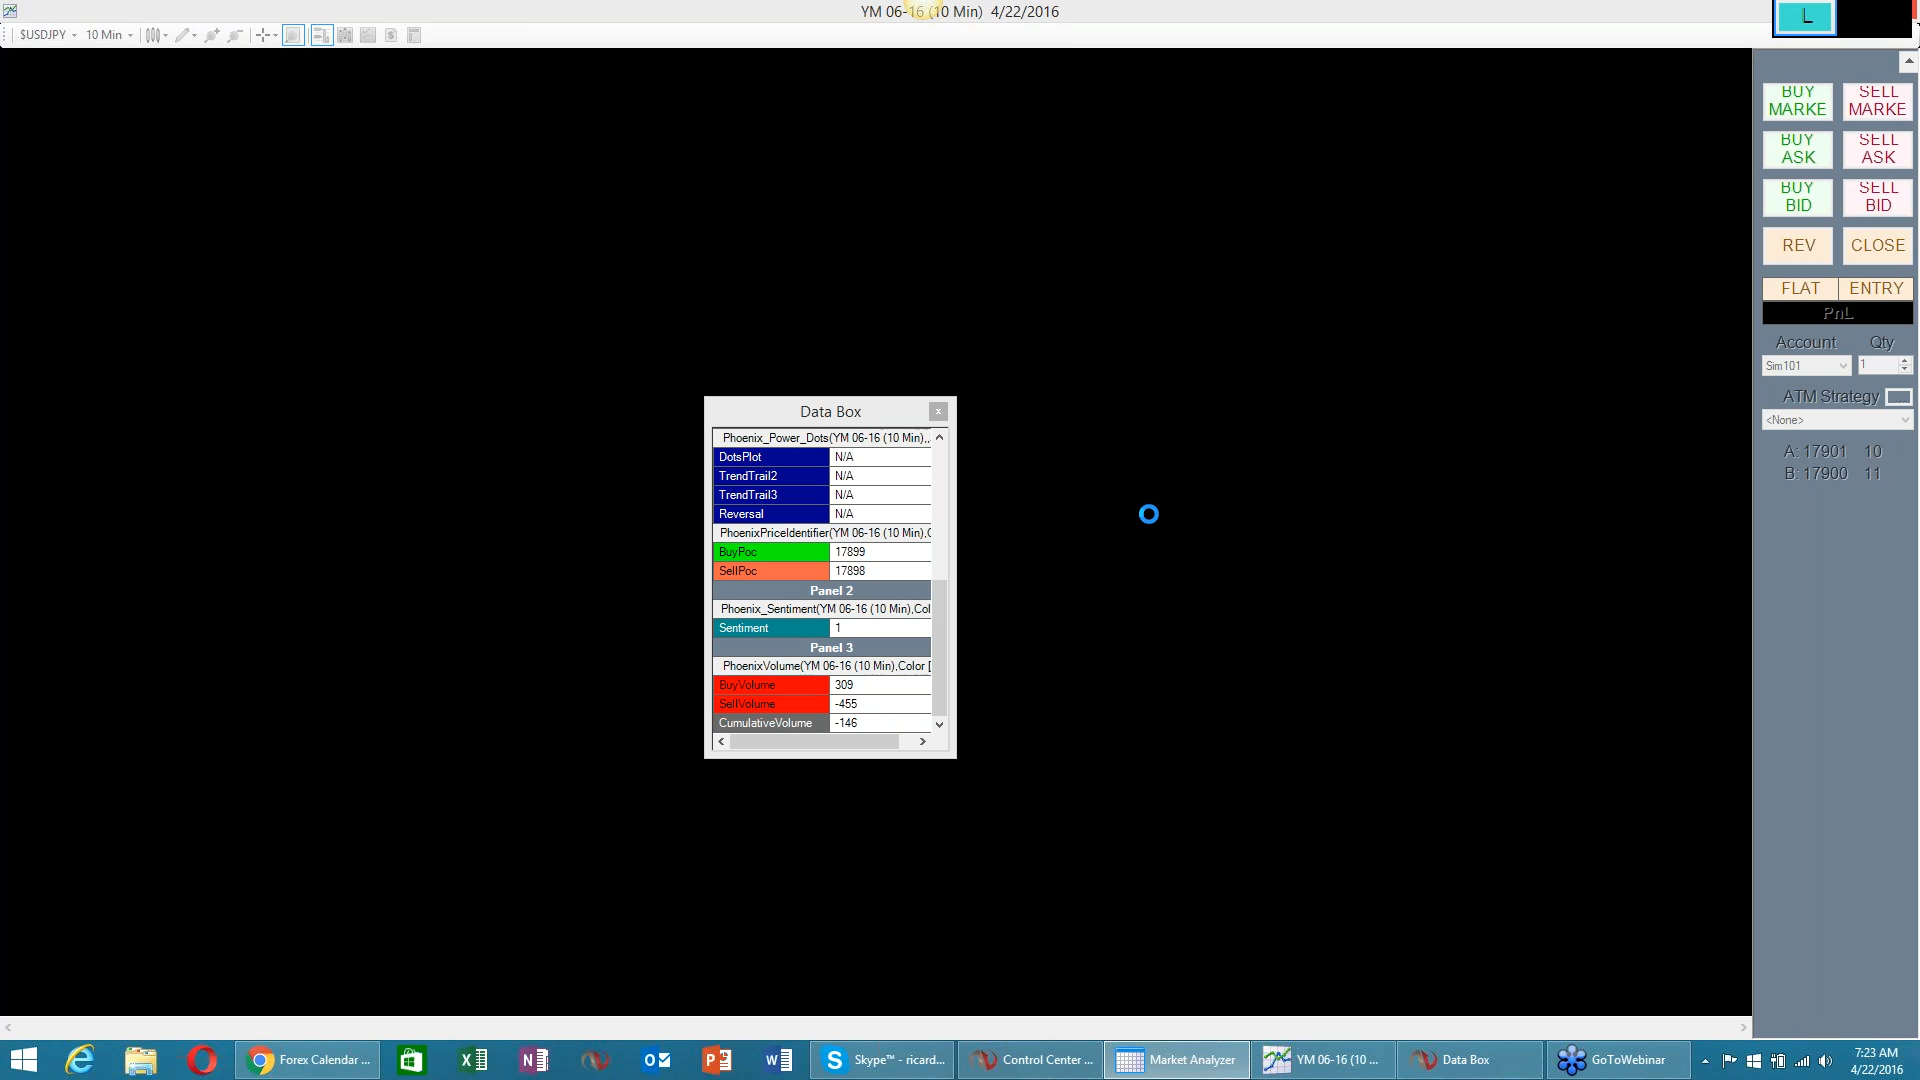 YM 06-16 (10 Min) 4/22/2016
$USDJPY 10 Min
L
BUY MARKE
SELL MARKE
BUY ASK
SELL ASK
BUY BID
SELL BID
REV
CLOSE
FLAT
ENTRY
PnL
Account Qty
Sim101 1
ATM Strategy
<None>
A: 17901 10
B: 17900 11
Data Box
Phoenix_Power_Dots(YM 06-16 (10 Min),.
DotsPlot N/A
TrendTrail2 N/A
TrendTrail3 N/A
Reversal N/A
PhoenixPriceIdentifier(YM 06-16 (10 Min),C
BuyPoc 17899
SellPoc 17898
Panel 2
Phoenix_Sentiment(YM 06-16 (10 Min),Col
Sentiment 1
Panel 3
PhoenixVolume(YM 06-16 (10 Min),Color [
BuyVolume 309
SellVolume -455
CumulativeVolume -146
Forex Calendar ...
Skype™ - ricard...
Control Center ...
Market Analyzer
YM 06-16 (10 ...
Data Box
GoToWebinar
7:23 AM
4/22/2016